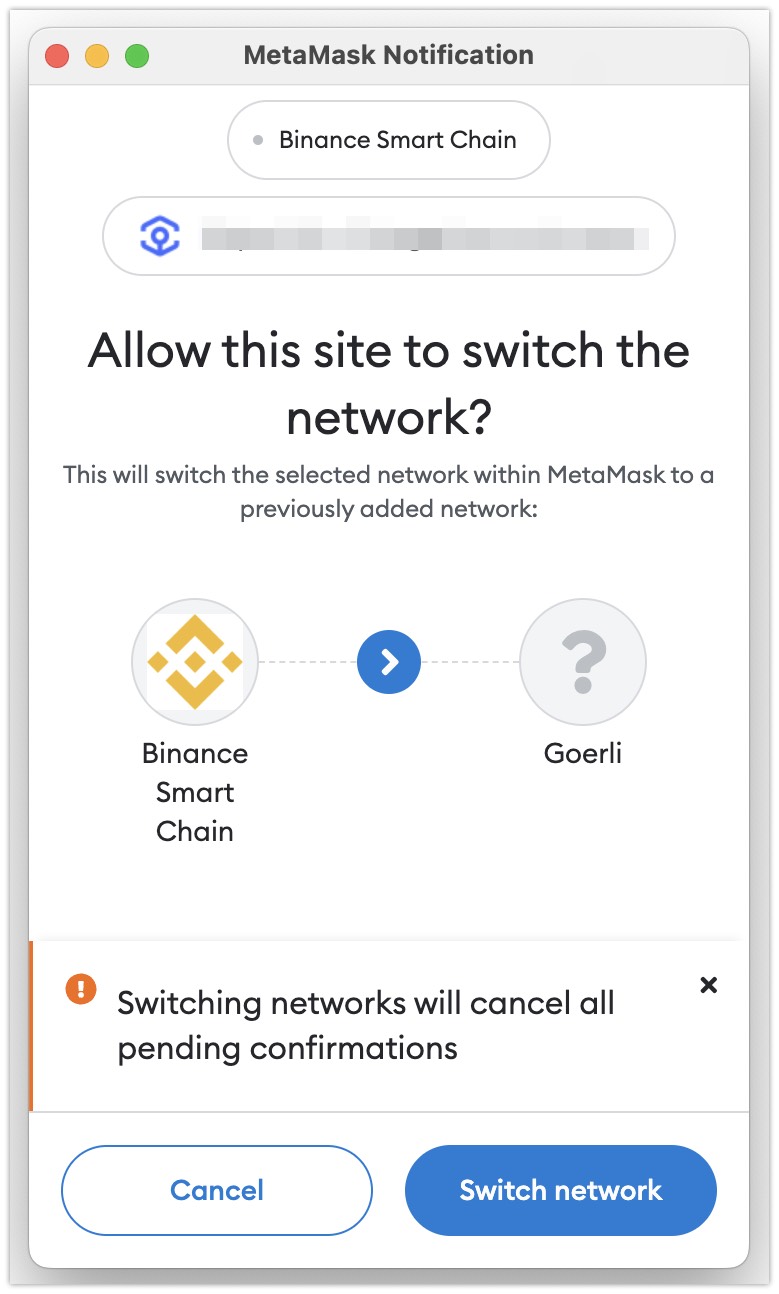 MetaMask Notification
Binance Smart Chain
Allow this site to switch the
network?
This will switch the selected network within MetaMask to a
previously added network:
Binance
Smart
Chain
Goerli
Switching networks will cancel all
pending confirmations
Cancel
Switch network